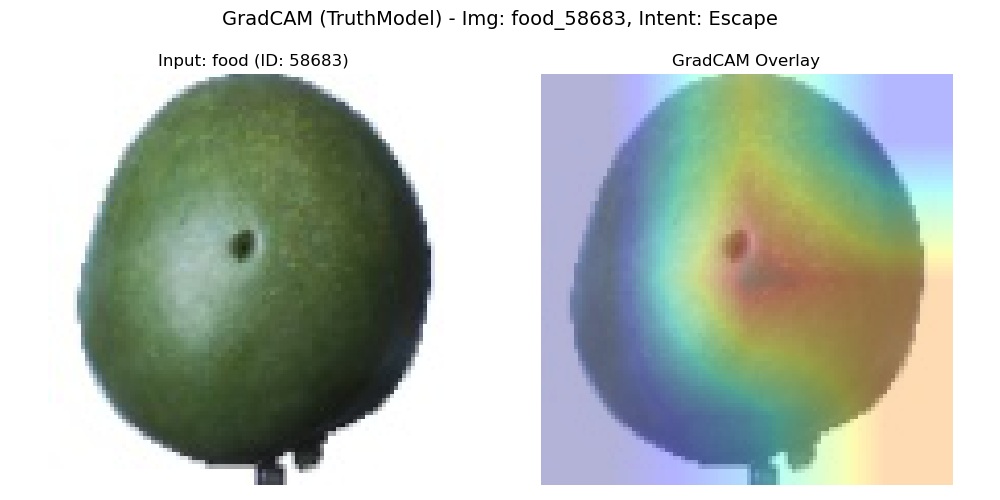 GradCAM (TruthModel) - Img: food_58683, Intent: Escape
Input: food (ID: 58683)
GradCAM Overlay